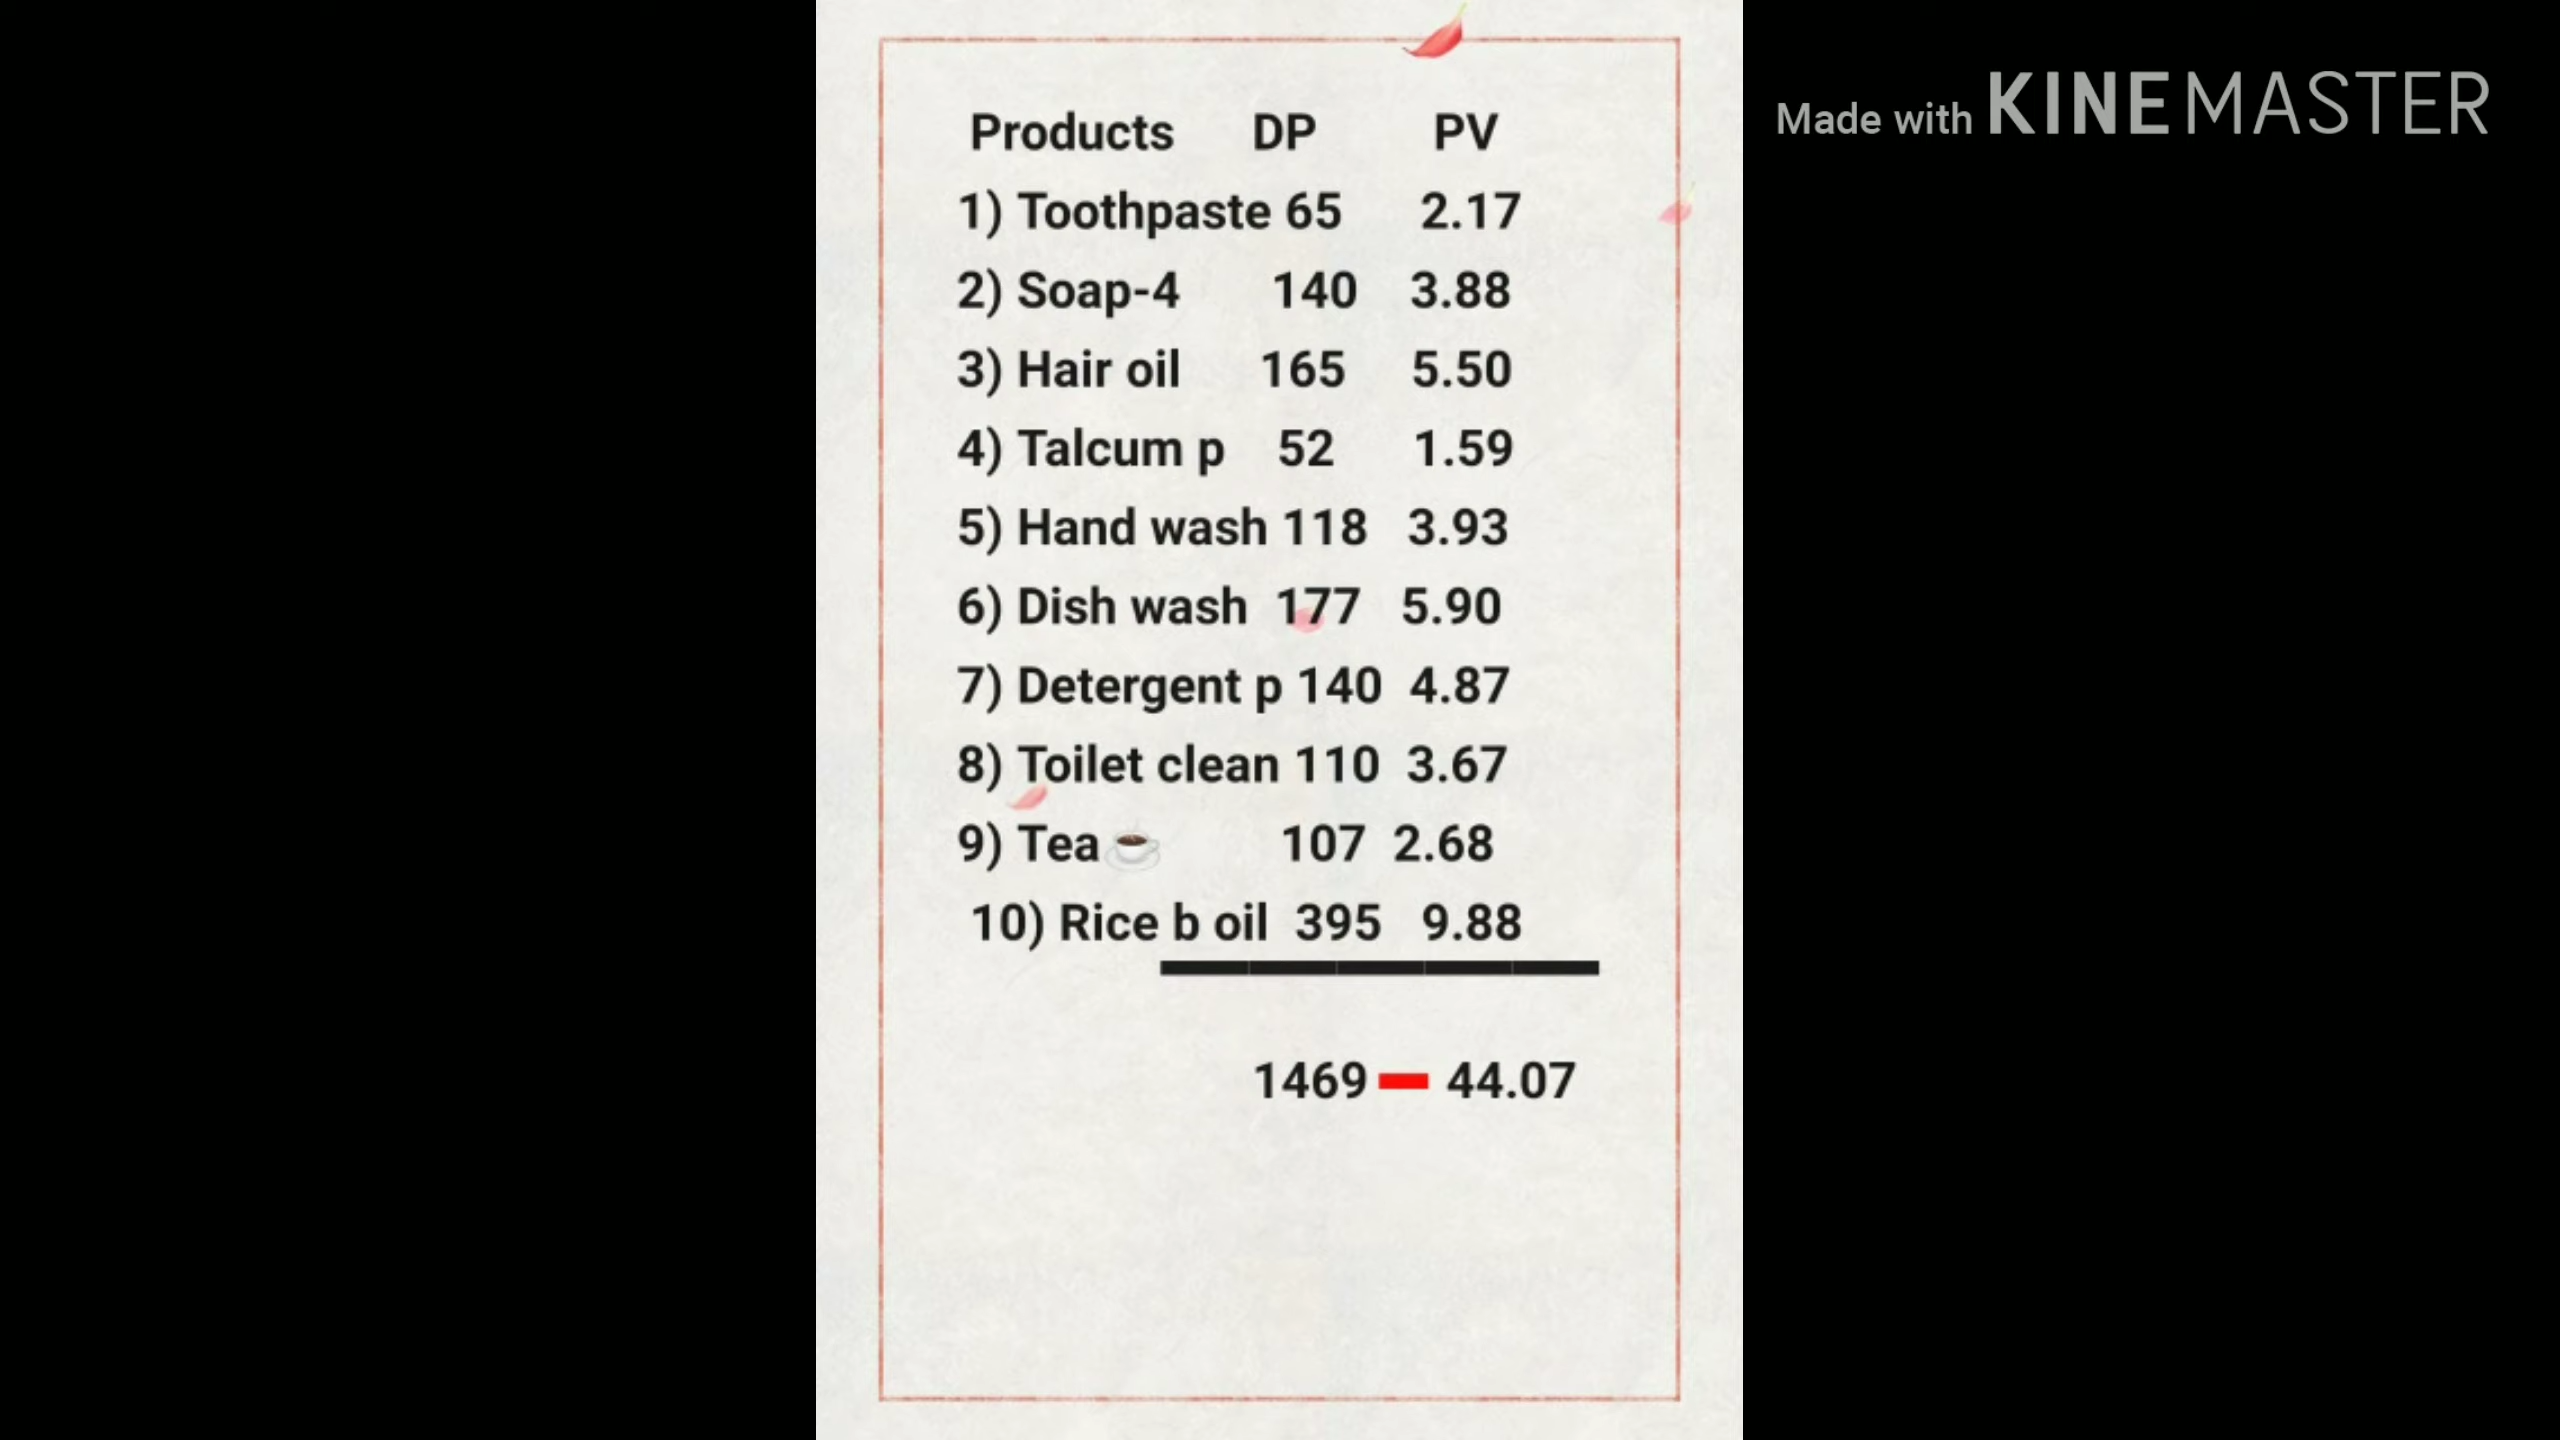 Products DP PV
1) Toothpaste 65 2.17
2) Soap-4 140 3.88
3) Hair oil 165 5.50
4) Talcum p 52 1.59
5) Hand wash 118 3.93
6) Dish wash 177 5.90
7) Detergent p 140 4.87
8) Toilet clean 110 3.67
9) Tea☕ 107 2.68
10) Rice b oil 395 9.88
1469 — 44.07
Made with KINEMASTER